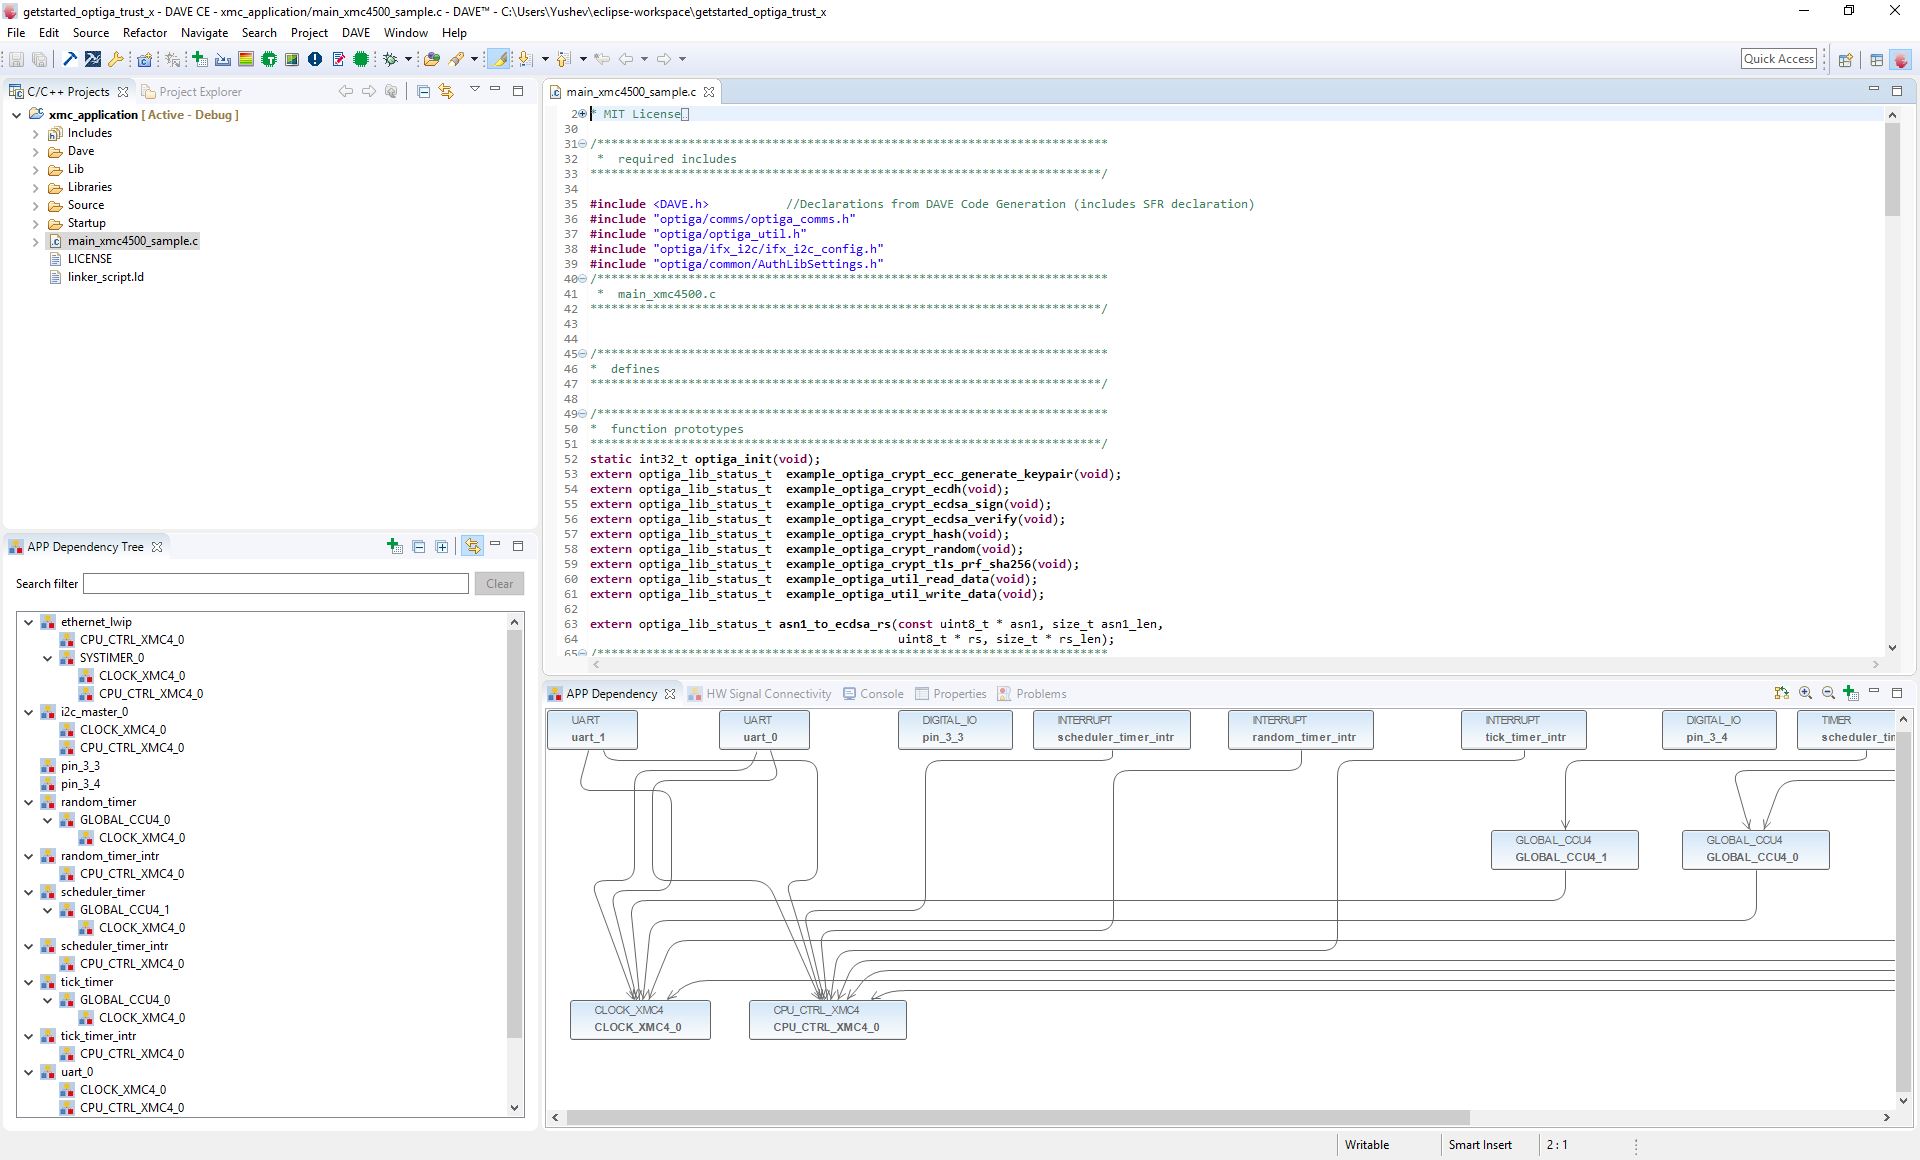 getstarted_optiga_trust_x - DAVE CE - xmc_application/main_xmc4500_sample.c - DAVE™ - C:\Users\Yushev\eclipse-workspace\getstarted_optiga_trust_x
File Edit Source Refactor Navigate Search Project DAVE Window Help
Quick Access
C/C++ Projects Project Explorer
xmc_application [ Active - Debug ]
Includes
Dave
Lib
Libraries
Source
Startup
main_xmc4500_sample.c
LICENSE
linker_script.ld
APP Dependency Tree
Search filter Clear
ethernet_lwip
CPU_CTRL_XMC4_0
SYSTIMER_0
CLOCK_XMC4_0
CPU_CTRL_XMC4_0
i2c_master_0
CLOCK_XMC4_0
CPU_CTRL_XMC4_0
pin_3_3
pin_3_4
random_timer
GLOBAL_CCU4_0
CLOCK_XMC4_0
random_timer_intr
CPU_CTRL_XMC4_0
scheduler_timer
GLOBAL_CCU4_1
CLOCK_XMC4_0
scheduler_timer_intr
CPU_CTRL_XMC4_0
tick_timer
GLOBAL_CCU4_0
CLOCK_XMC4_0
tick_timer_intr
CPU_CTRL_XMC4_0
uart_0
CLOCK_XMC4_0
CPU_CTRL_XMC4_0
main_xmc4500_sample.c
2 * MIT License
30
31 /*************************************************************************
32 *  required includes
33 *************************************************************************/
34
35 #include <DAVE.h> //Declarations from DAVE Code Generation (includes SFR declaration)
36 #include "optiga/comms/optiga_comms.h"
37 #include "optiga/optiga_util.h"
38 #include "optiga/ifx_i2c/ifx_i2c_config.h"
39 #include "optiga/common/AuthLibSettings.h"
40 /*************************************************************************
41 *  main_xmc4500.c
42 *************************************************************************/
43
44
45 /*************************************************************************
46 *  defines
47 *************************************************************************/
48
49 /*************************************************************************
50 *  function prototypes
51 *************************************************************************/
52 static int32_t optiga_init(void);
53 extern optiga_lib_status_t  example_optiga_crypt_ecc_generate_keypair(void);
54 extern optiga_lib_status_t  example_optiga_crypt_ecdh(void);
55 extern optiga_lib_status_t  example_optiga_crypt_ecdsa_sign(void);
56 extern optiga_lib_status_t  example_optiga_crypt_ecdsa_verify(void);
57 extern optiga_lib_status_t  example_optiga_crypt_hash(void);
58 extern optiga_lib_status_t  example_optiga_crypt_random(void);
59 extern optiga_lib_status_t  example_optiga_crypt_tls_prf_sha256(void);
60 extern optiga_lib_status_t  example_optiga_util_read_data(void);
61 extern optiga_lib_status_t  example_optiga_util_write_data(void);
62
63 extern optiga_lib_status_t asn1_to_ecdsa_rs(const uint8_t * asn1, size_t asn1_len,
64 uint8_t * rs, size_t * rs_len);
65 /*************************************************************************
APP Dependency HW Signal Connectivity Console Properties Problems
UART
uart_1
UART
uart_0
DIGITAL_IO
pin_3_3
INTERRUPT
scheduler_timer_intr
INTERRUPT
random_timer_intr
INTERRUPT
tick_timer_intr
DIGITAL_IO
pin_3_4
TIMER
scheduler_tim
GLOBAL_CCU4
GLOBAL_CCU4_1
GLOBAL_CCU4
GLOBAL_CCU4_0
CLOCK_XMC4
CLOCK_XMC4_0
CPU_CTRL_XMC4
CPU_CTRL_XMC4_0
Writable Smart Insert 2 : 1